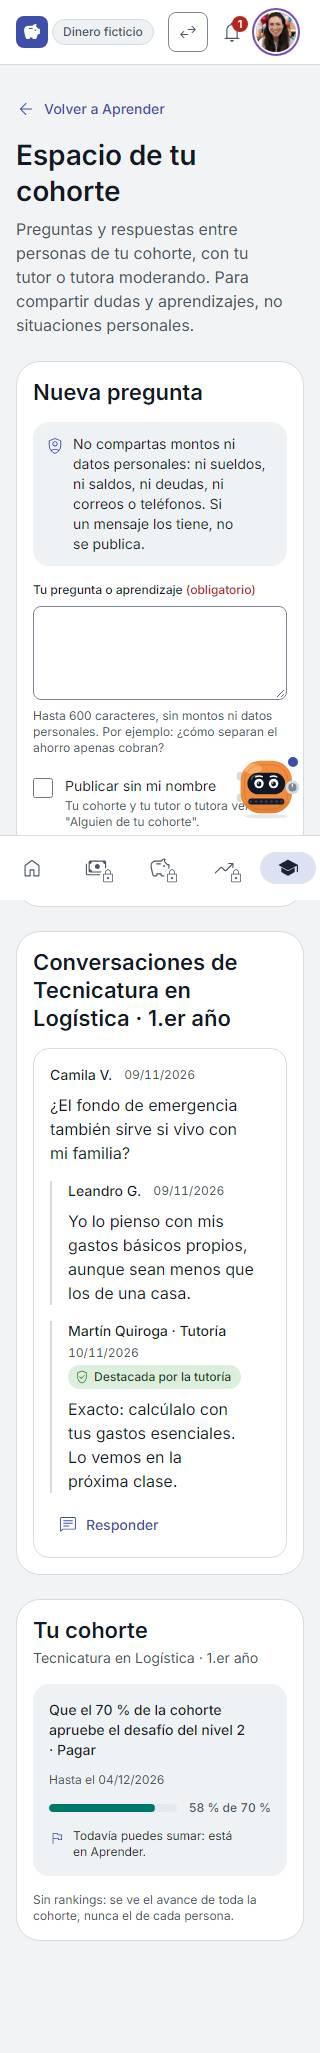 Dinero ficticio
1
Volver a Aprender
Espacio de tu
cohorte
Preguntas y respuestas entre
personas de tu cohorte, con tu
tutor o tutora moderando. Para
compartir dudas y aprendizajes, no
situaciones personales.
Nueva pregunta
No compartas montos ni
datos personales: ni sueldos,
ni saldos, ni deudas, ni
correos o teléfonos. Si
un mensaje los tiene, no
se publica.
Tu pregunta o aprendizaje (obligatorio)
Hasta 600 caracteres, sin montos ni datos
personales. Por ejemplo: ¿cómo separan el
ahorro apenas cobran?
Publicar sin mi nombre
Tu cohorte y tu tutor o tutora
"Alguien de tu cohorte".
Conversaciones de
Tecnicatura en
Logística · 1.er año
Camila V. 09/11/2026
¿El fondo de emergencia
también sirve si vivo con
mi familia?
Leandro G. 09/11/2026
Yo lo pienso con mis
gastos básicos propios,
aunque sean menos que
los de una casa.
Martín Quiroga · Tutoría
10/11/2026
Destacada por la tutoría
Exacto: calcúlalo con
tus gastos esenciales.
Lo vemos en la
próxima clase.
Responder
Tu cohorte
Tecnicatura en Logística · 1.er año
Que el 70 % de la cohorte
apruebe el desafío del nivel 2
· Pagar
Hasta el 04/12/2026
58 % de 70 %
Todavía puedes sumar: está
en Aprender.
Sin rankings: se ve el avance de toda la
cohorte, nunca el de cada persona.